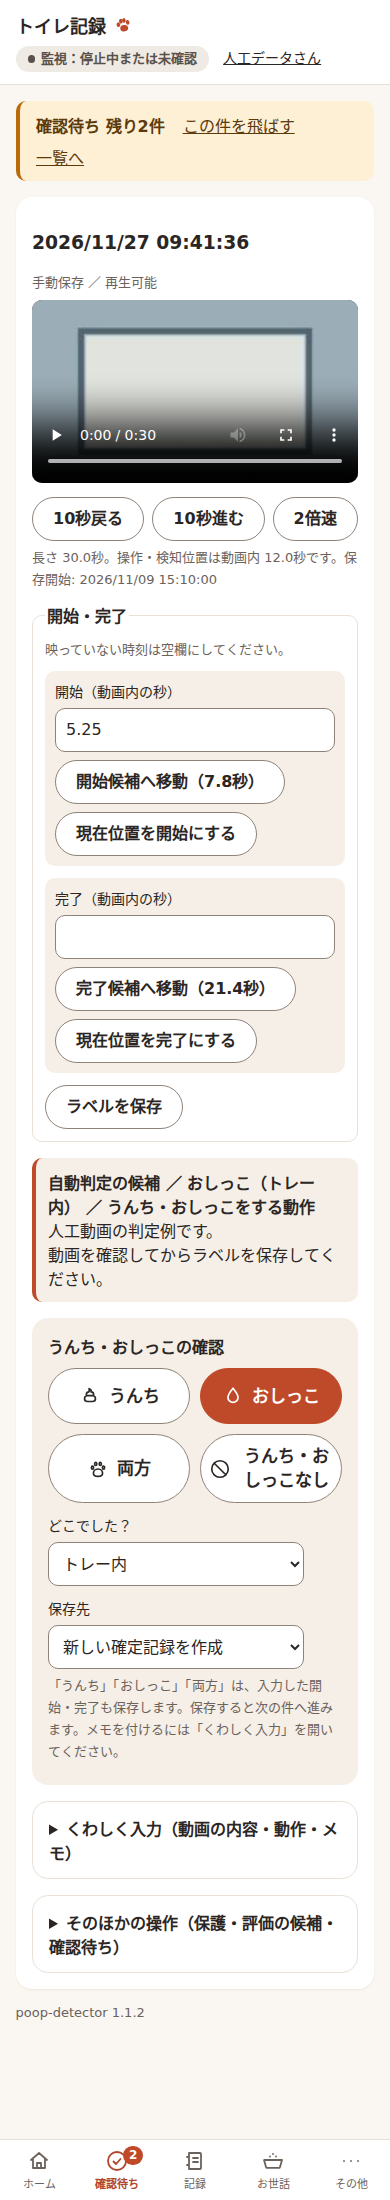 トイレ記録
監視：停止中または未確認 人工データさん
確認待ち 残り2件 この件を飛ばす
一覧へ
2026/11/27 09:41:36
手動保存 ／ 再生可能
0:00 / 0:30
10秒戻る 10秒進む 2倍速
長さ 30.0秒。操作・検知位置は動画内 12.0秒です。保
存開始: 2026/11/09 15:10:00
開始・完了
映っていない時刻は空欄にしてください。
開始（動画内の秒）
5.25
開始候補へ移動（7.8秒）
現在位置を開始にする
完了（動画内の秒）
完了候補へ移動（21.4秒）
現在位置を完了にする
ラベルを保存
自動判定の候補 ／ おしっこ（トレー
内） ／ うんち・おしっこをする動作
人工動画の判定例です。
動画を確認してからラベルを保存してく
ださい。
うんち・おしっこの確認
うんち おしっこ
両方 うんち・お
しっこなし
どこでした？
トレー内
保存先
新しい確定記録を作成
「うんち」「おしっこ」「両方」は、入力した開
始・完了も保存します。保存すると次の件へ進み
ます。メモを付けるには「くわしく入力」を開い
てください。
▶ くわしく入力（動画の内容・動作・メ
モ）
▶ そのほかの操作（保護・評価の候補・
確認待ち）
poop-detector 1.1.2
2
ホーム 確認待ち 記録 お世話 その他